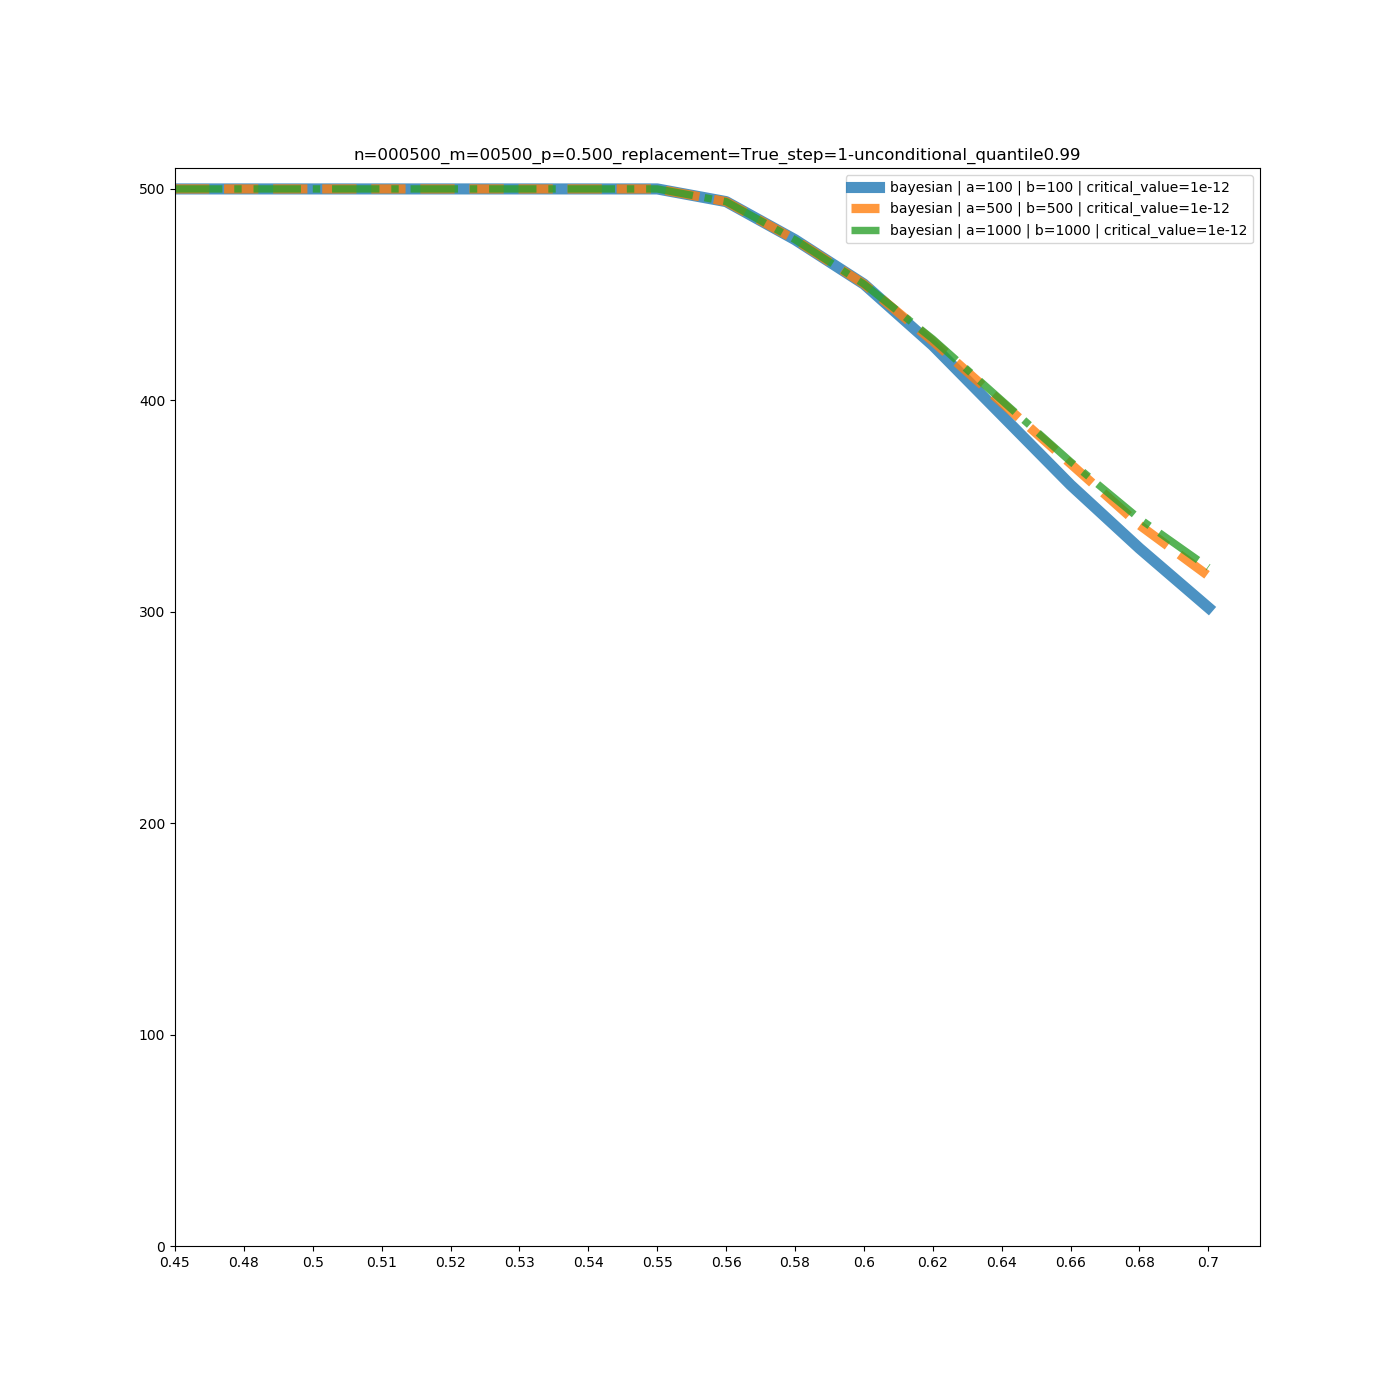 n=000500_m=00500_p=0.500_replacement=True_step=1-unconditional_quantile0.99
bayesian | a=100 | b=100 | critical_value=1e-12
bayesian | a=500 | b=500 | critical_value=1e-12
bayesian | a=1000 | b=1000 | critical_value=1e-12
500
400
300
200
100
0
0.45 0.48 0.5 0.51 0.52 0.53 0.54 0.55 0.56 0.58 0.6 0.62 0.64 0.66 0.68 0.7